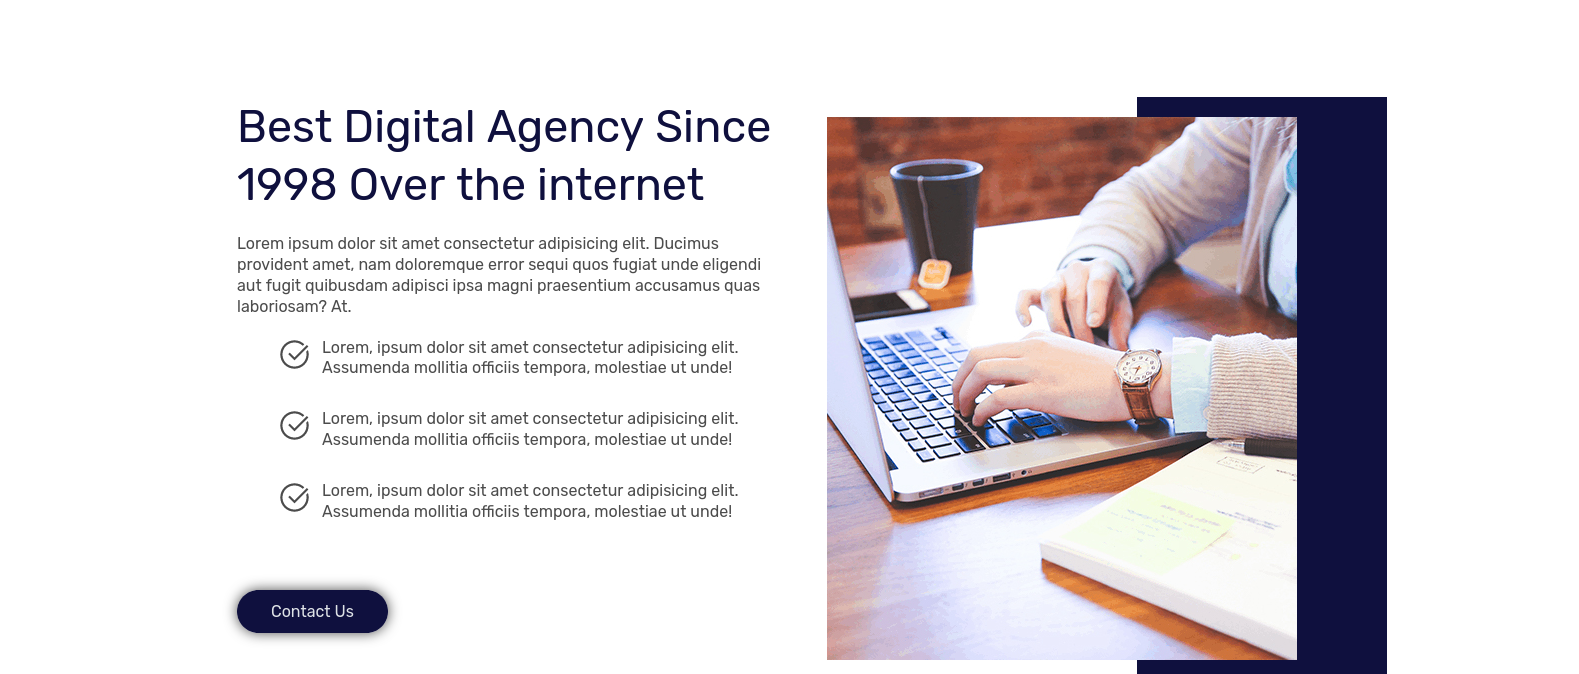 Best Digital Agency Since
1998 Over the internet
Lorem ipsum dolor sit amet consectetur adipisicing elit. Ducimus
provident amet, nam doloremque error sequi quos fugiat unde eligendi
aut fugit quibusdam adipisci ipsa magni praesentium accusamus quas
laboriosam? At.
Lorem, ipsum dolor sit amet consectetur adipisicing elit.
Assumenda mollitia officiis tempora, molestiae ut unde!
Lorem, ipsum dolor sit amet consectetur adipisicing elit.
Assumenda mollitia officiis tempora, molestiae ut unde!
Lorem, ipsum dolor sit amet consectetur adipisicing elit.
Assumenda mollitia officiis tempora, molestiae ut unde!
Contact Us